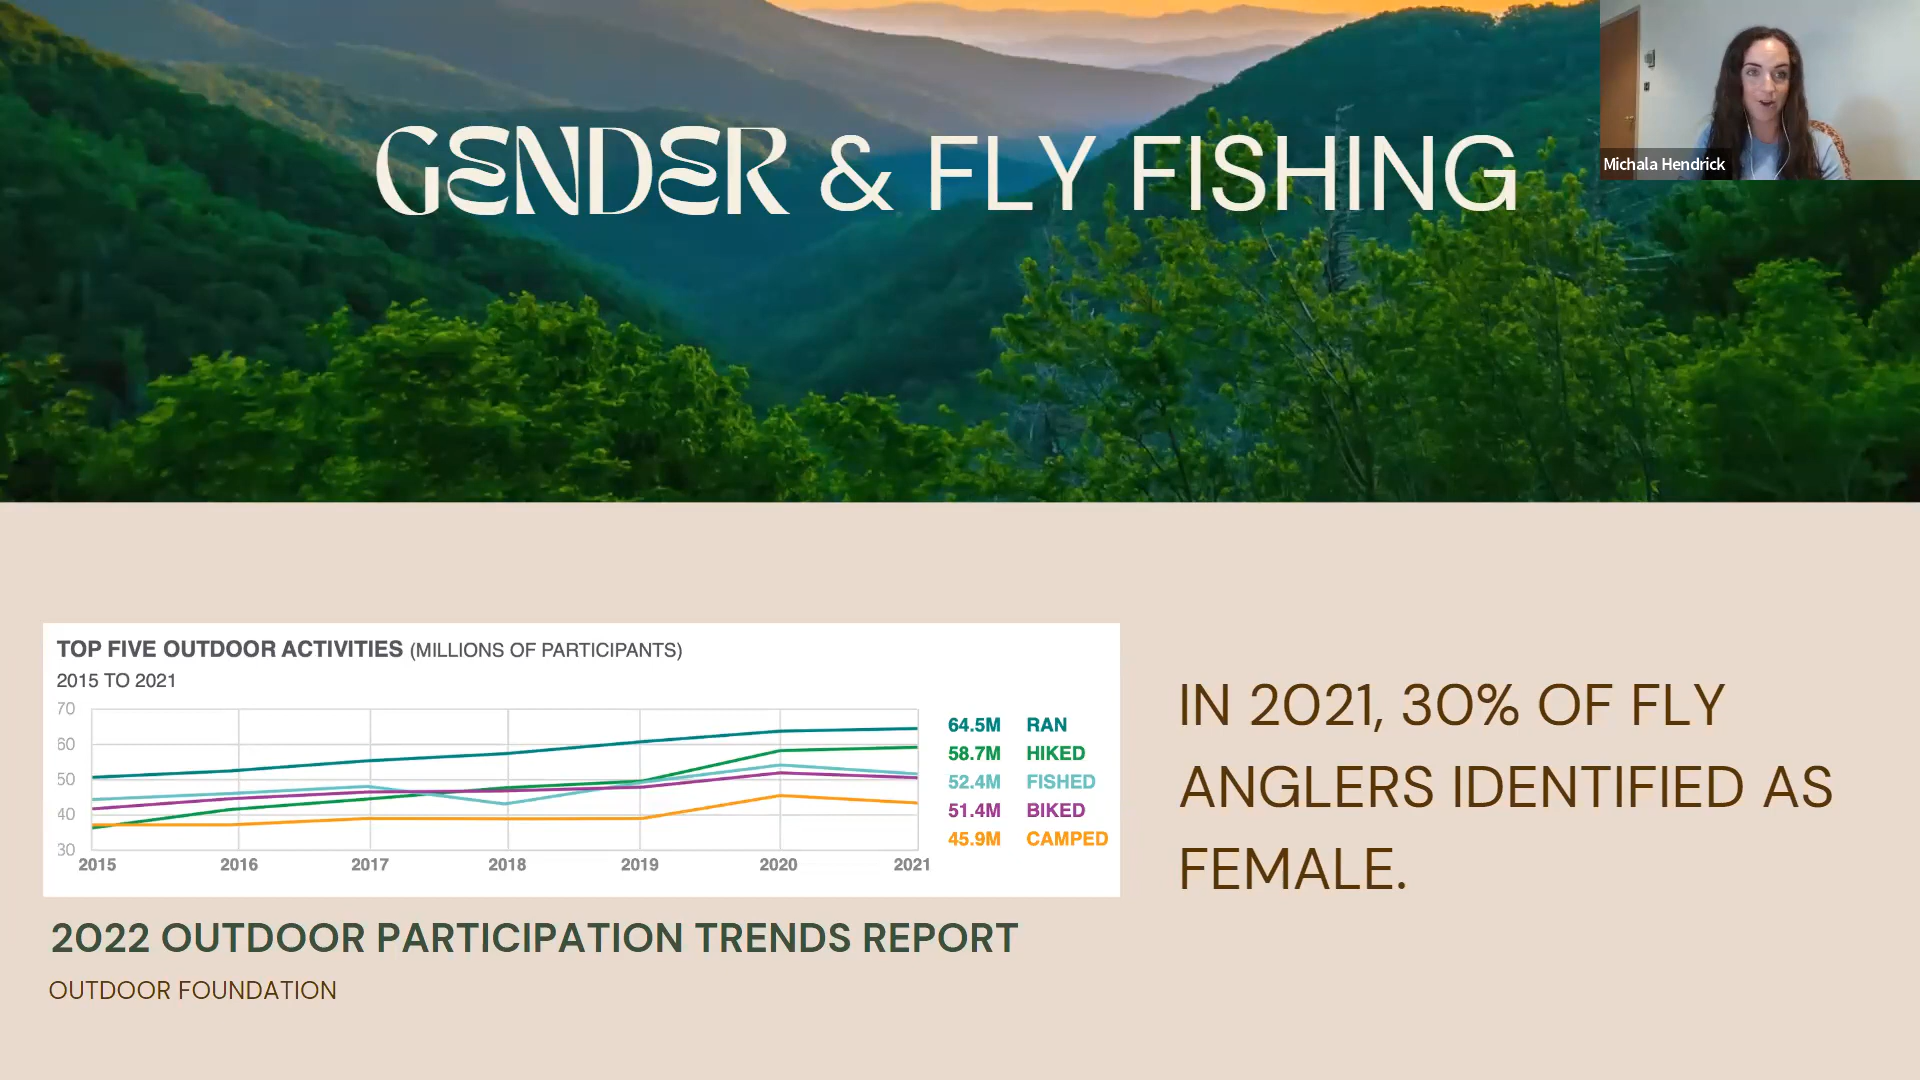 GENDER & FLY FISHING
Michala Hendrick
TOP FIVE OUTDOOR ACTIVITIES (MILLIONS OF PARTICIPANTS)
2015 TO 2021
70
60
50
40
30
2015 2016 2017 2018 2019 2020 2021
64.5M RAN
58.7M HIKED
52.4M FISHED
51.4M BIKED
45.9M CAMPED
2022 OUTDOOR PARTICIPATION TRENDS REPORT
OUTDOOR FOUNDATION
IN 2021, 30% OF FLY
ANGLERS IDENTIFIED AS
FEMALE.